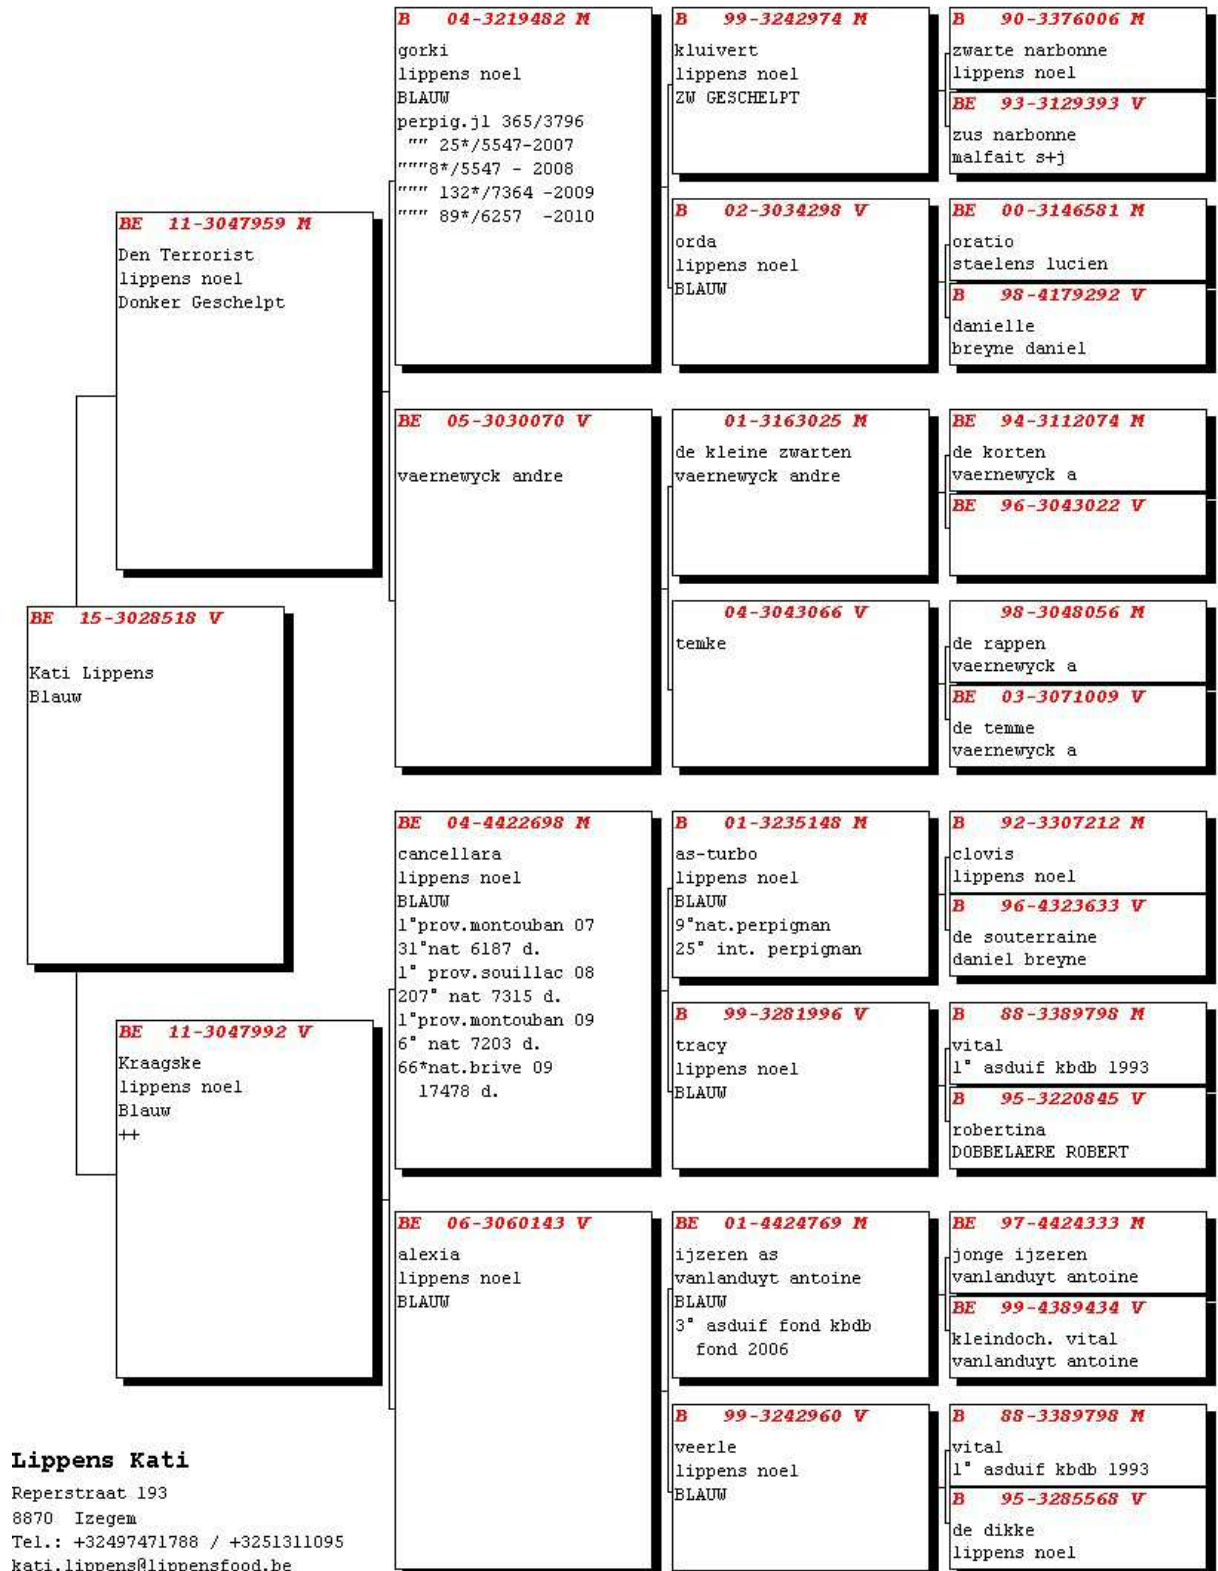 BE 15-3028518 V
Kati Lippens
Blauw
BE 11-3047959 M
Den Terrorist
lippens noel
Donker Geschelpt
BE 11-3047992 V
Kraagske
lippens noel
Blauw
++
B 04-3219482 M
gorki
lippens noel
BLAUW
perpig.jl 365/3796
"" 25*/5547-2007
"""8*/5547 - 2008
""" 132*/7364 -2009
""" 89*/6257 -2010
BE 05-3030070 V
vaernewyck andre
BE 04-4422698 M
cancellara
lippens noel
BLAUW
1°prov.montouban 07
31°nat 6187 d.
1° prov.souillac 08
207° nat 7315 d.
1°prov.montouban 09
6° nat 7203 d.
66*nat.brive 09
17478 d.
BE 06-3060143 V
alexia
lippens noel
BLAUW
B 99-3242974 M
kluivert
lippens noel
ZW GESCHELPT
B 02-3034298 V
orda
lippens noel
BLAUW
01-3163025 M
de kleine zwarten
vaernewyck andre
04-3043066 V
temke
B 01-3235148 M
as-turbo
lippens noel
BLAUW
9°nat.perpignan
25° int. perpignan
B 99-3281996 V
tracy
lippens noel
BLAUW
BE 01-4424769 M
ijzeren as
vanlanduyt antoine
BLAUW
3° asduif fond kbdb
fond 2006
B 99-3242960 V
veerle
lippens noel
BLAUW
B 90-3376006 M
zwarte narbonne
lippens noel
BE 93-3129393 V
zus narbonne
malfait s+j
BE 00-3146581 M
oratio
staelens lucien
B 98-4179292 V
danielle
breyne daniel
BE 94-3112074 M
de korten
vaernewyck a
BE 96-3043022 V
98-3048056 M
de rappen
vaernewyck a
BE 03-3071009 V
de temme
vaernewyck a
B 92-3307212 M
clovis
lippens noel
B 96-4323633 V
de souterraine
daniel breyne
B 88-3389798 M
vital
1° asduif kbdb 1993
B 95-3220845 V
robertina
DOBBELAERE ROBERT
BE 97-4424333 M
jonge ijzeren
vanlanduyt antoine
BE 99-4389434 V
kleindoch. vital
vanlanduyt antoine
B 88-3389798 M
vital
1° asduif kbdb 1993
B 95-3285568 V
de dikke
lippens noel
Lippens Kati
Reperstraat 193
8870 Izegem
Tel.: +32497471788 / +3251311095
kati.lippens@lippensfood.be